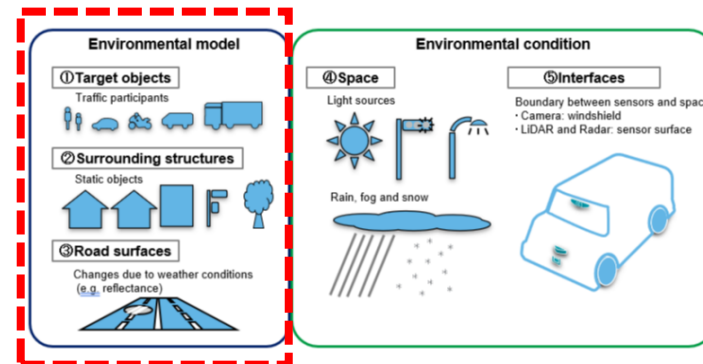 Environmental model
①Target objects
Traffic participants
②Surrounding structures
Static objects
③Road surfaces
Changes due to weather conditions
(e.g. reflectance)
Environmental condition
④Space
Light sources
Rain, fog and snow
⑤Interfaces
Boundary between sensors and spac
・Camera: windshield
・LiDAR and Radar: sensor surface